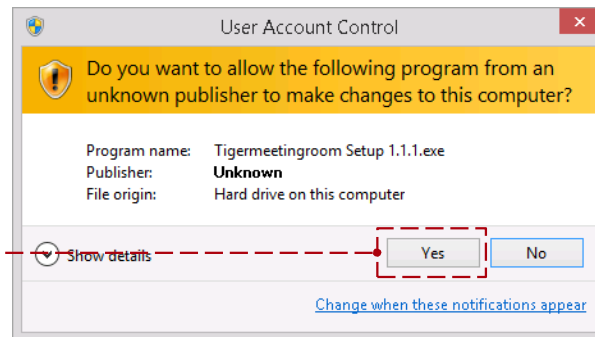 User Account Control
Do you want to allow the following program from an
unknown publisher to make changes to this computer?
Program name: Tigermeetingroom Setup 1.1.1.exe
Publisher: Unknown
File origin: Hard drive on this computer
Show details
Yes
No
Change when these notifications appear